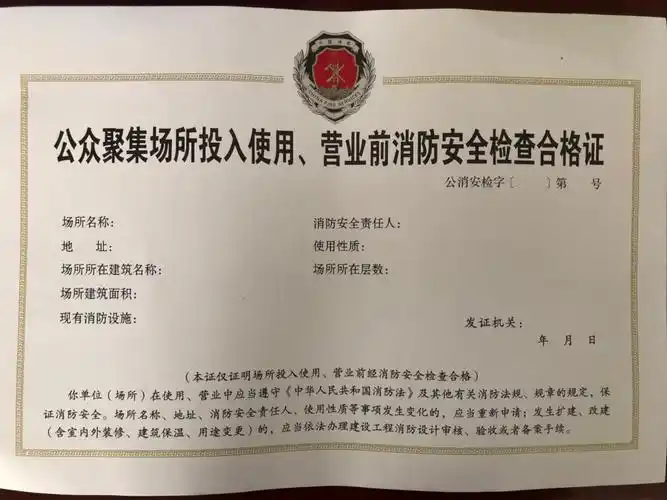 CHINA FIRE SERVICES
公众聚集场所投入使用、营业前消防安全检查合格证
公消安检字〔 〕第 号
场所名称: 消防安全责任人:
地 址: 使用性质:
场所所在建筑名称: 场所所在层数:
场所建筑面积:
现有消防设施: 发证机关:
年 月 日
(本证仅证明场所投入使用、营业前经消防安全检查合格)
你单位(场所)在使用、营业中应当遵守《中华人民共和国消防法》及其他有关消防法规、规章的规定,保
证消防安全。场所名称、地址、消防安全责任人、使用性质等事项发生变化的,应当重新申请;发生扩建、改建
(含室内外装修、建筑保温、用途变更)的,应当依法办理建设工程消防设计审核、验收或者备案手续。